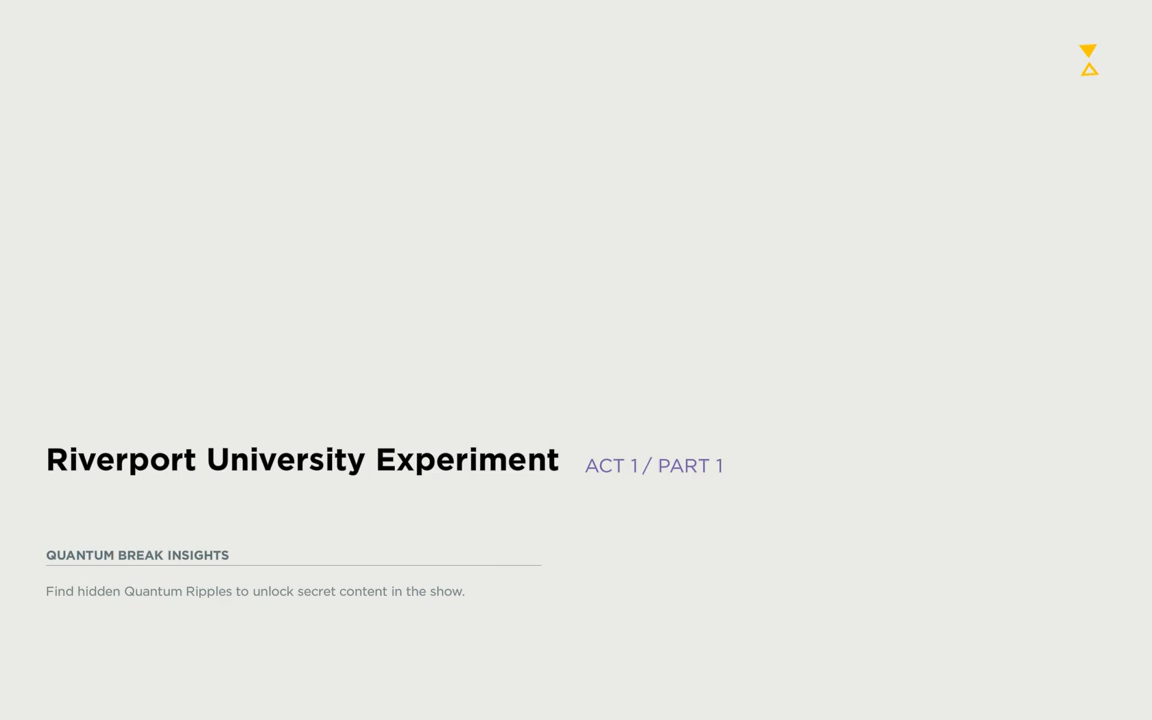 Riverport University Experiment ACT 1 / PART 1
QUANTUM BREAK INSIGHTS
Find hidden Quantum Ripples to unlock secret content in the show.